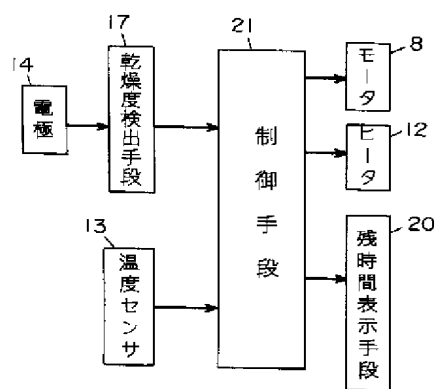 14
電極
17
乾燥度検出手段
13
温度センサ
21
制御手段
8
モータ
12
ヒータ
20
残時間表示手段